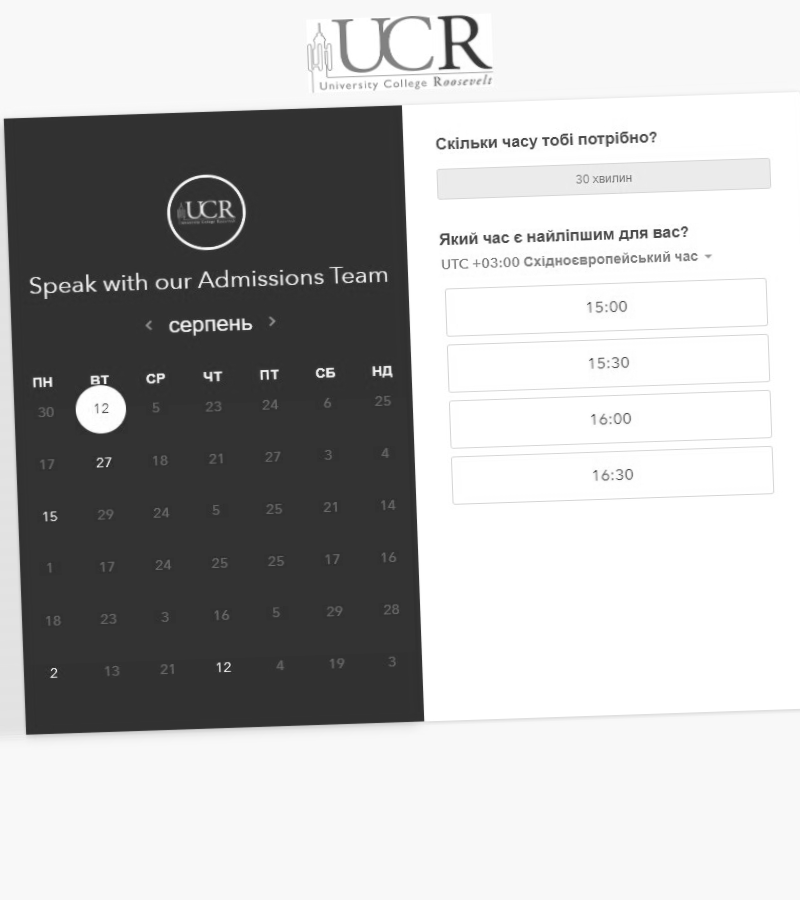 UCR
University College Roosevelt
UCR
Speak with our Admissions Team
серпень
ПН ВТ СР ЧТ ПТ СБ НД
30 12 5 23 24 6 25
17 27 18 21 27 3 4
15 29 24 5 25 21 14
1 17 24 25 25 17 16
18 23 3 16 5 29 28
2 13 21 12 4 19 3
Скільки часу тобі потрібно?
30 хвилин
Який час є найліпшим для вас?
UTC +03:00 Східноєвропейський час
15:00
15:30
16:00
16:30